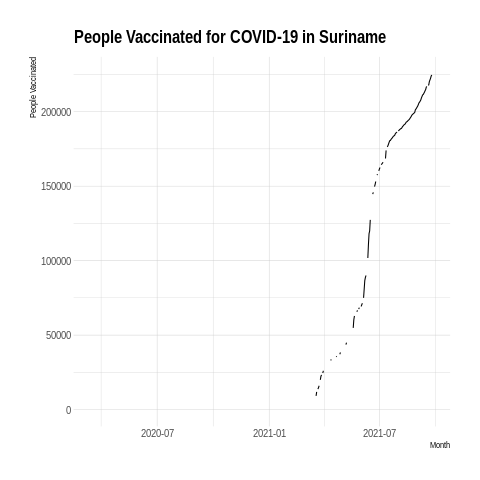 People Vaccinated for COVID-19 in Suriname
People Vaccinated
200000
150000
100000
50000
0
2020-07 2021-01 2021-07
Month